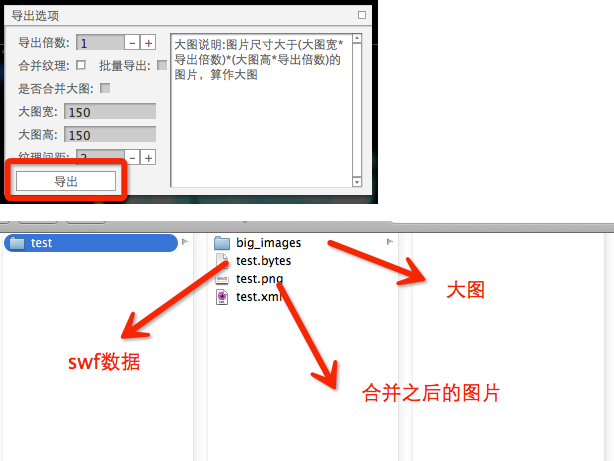 导出选项
导出倍数: 1
合并纹理: 批量导出:
是否合并大图:
大图宽: 150
大图高: 150
纹理间距: 2
导出
大图说明:图片尺寸大于(大图宽*
导出倍数)*(大图高*导出倍数)的
图片，算作大图
test
big_images
test.bytes
test.png
test.xml
大图
swf数据
合并之后的图片